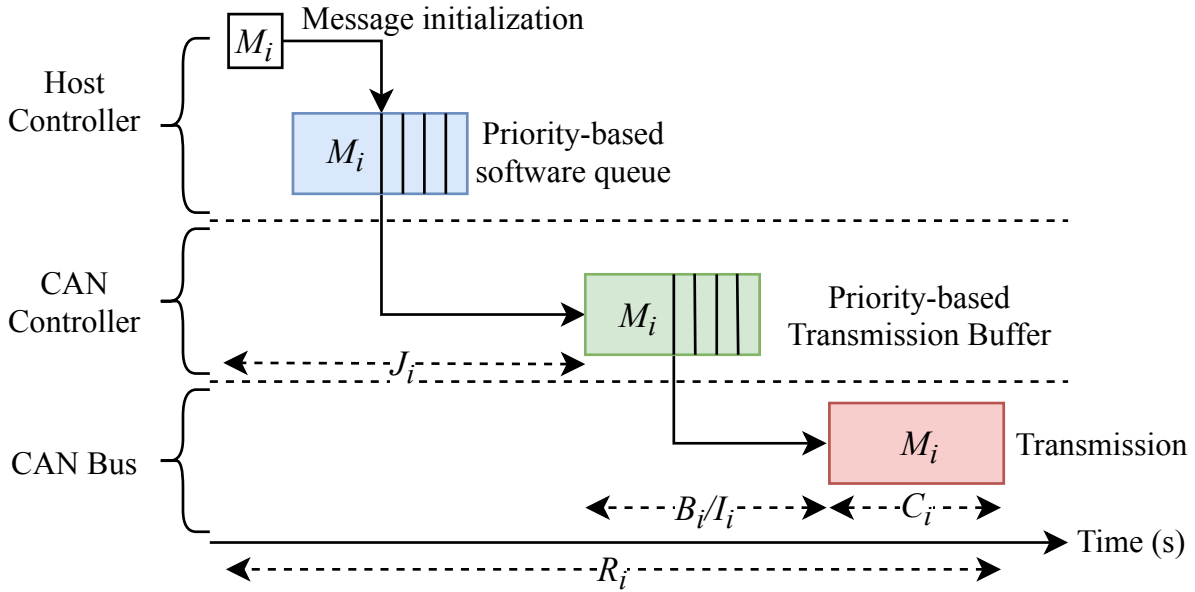 Message initialization
M_i
Host
Controller
M_i
Priority-based
software queue
CAN
Controller
M_i
Priority-based
Transmission Buffer
J_i
CAN Bus
M_i
Transmission
B_i/I_i
C_i
Time (s)
R_i